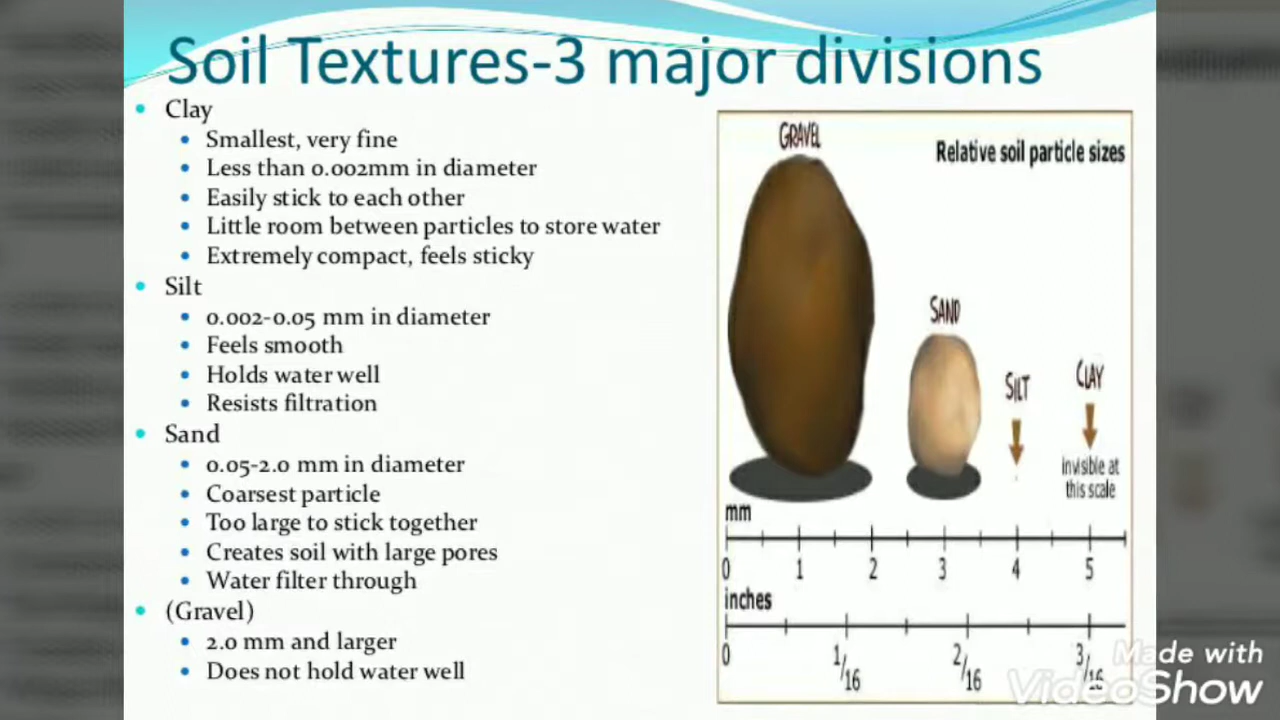 Soil Textures-3 major divisions
Clay
Smallest, very fine
Less than 0.002mm in diameter
Easily stick to each other
Little room between particles to store water
Extremely compact, feels sticky
Silt
0.002-0.05 mm in diameter
Feels smooth
Holds water well
Resists filtration
Sand
0.05-2.0 mm in diameter
Coarsest particle
Too large to stick together
Creates soil with large pores
Water filter through
(Gravel)
2.0 mm and larger
Does not hold water well
GRAVEL
Relative soil particle sizes
SAND
SILT
CLAY
invisible at
this scale
mm
0 1 2 3 4 5
inches
0 1/16 2/16 3/16
Made with
VideoShow